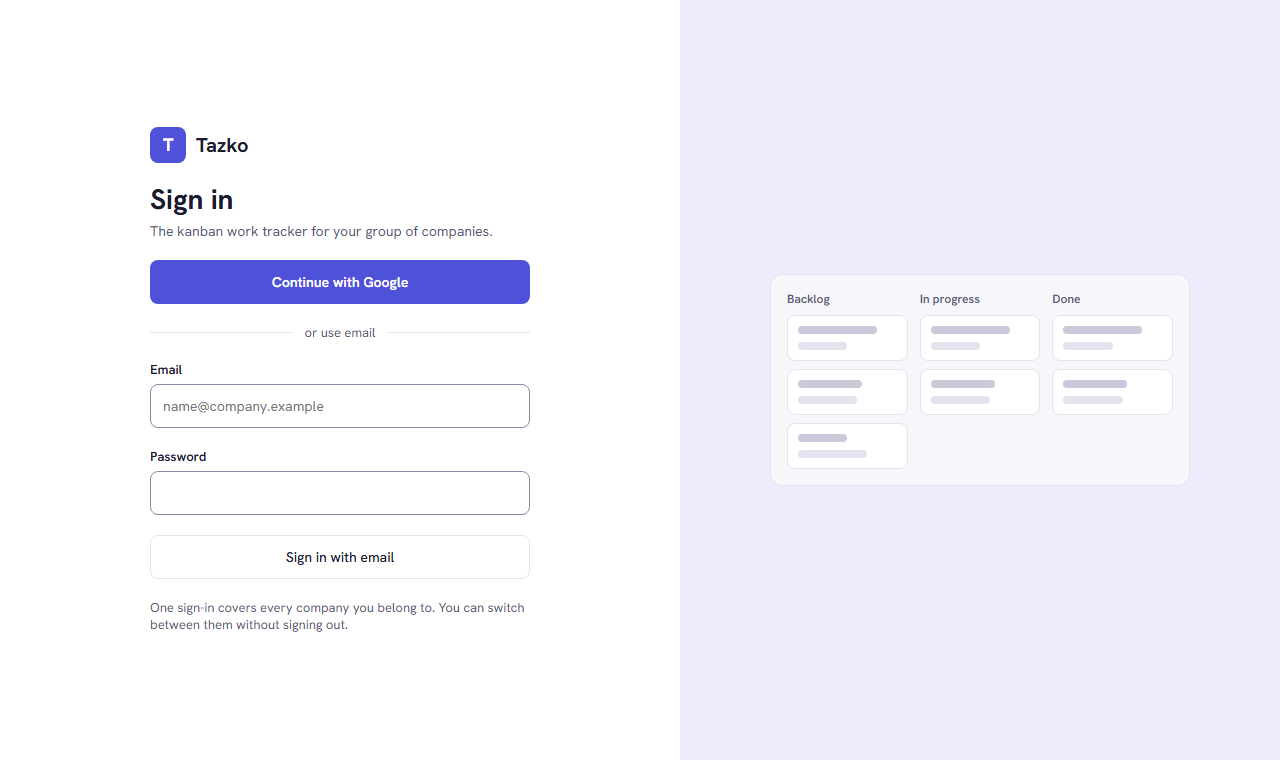 T
Tazko
Sign in
The kanban work tracker for your group of companies.
Continue with Google
or use email
Email
name@company.example
Password
Sign in with email
One sign-in covers every company you belong to. You can switch
between them without signing out.
Backlog
In progress
Done